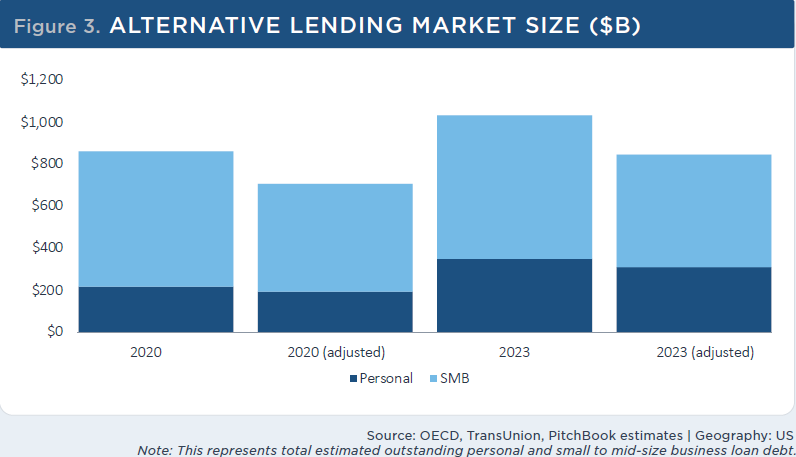 Figure 3. ALTERNATIVE LENDING MARKET SIZE ($B)
$1,200
$1,000
$800
$600
$400
$200
$0
2020 2020 (adjusted) 2023 2023 (adjusted)
Personal SMB
Source: OECD, TransUnion, PitchBook estimates | Geography: US
Note: This represents total estimated outstanding personal and small to mid-size business loan debt.